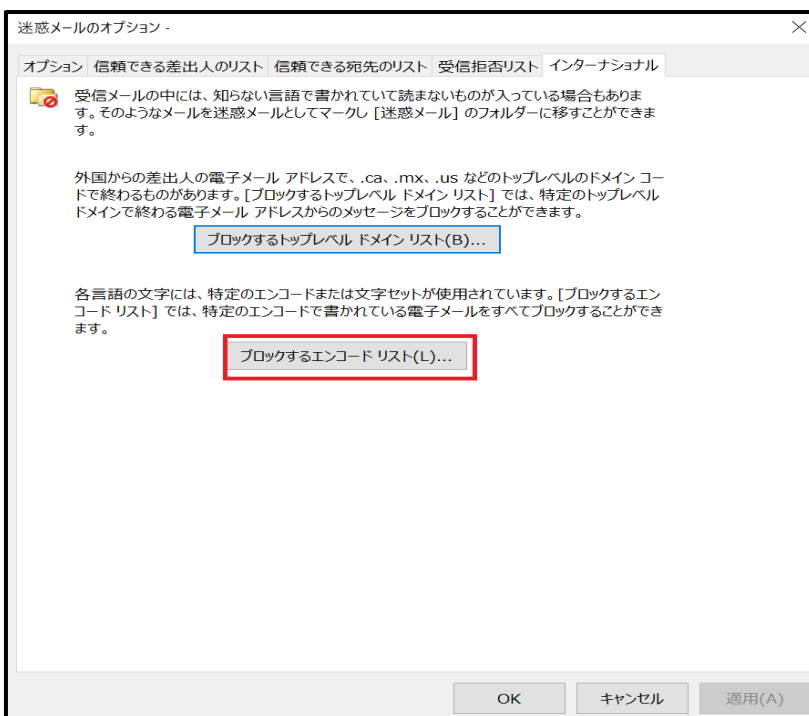 迷惑メールのオプション -
オプション 信頼できる差出人のリスト 信頼できる宛先のリスト 受信拒否リスト インターナショナル
受信メールの中には、知らない言語で書かれていて読まないものが入っている場合もありま
す。そのようなメールを迷惑メールとしてマークし [迷惑メール] のフォルダーに移すことができま
す。
外国からの差出人の電子メール アドレスで、.ca、.mx、.us などのトップレベルのドメイン コー
ドで終わるものがあります。[ブロックするトップレベル ドメイン リスト] では、特定のトップレベル
ドメインで終わる電子メール アドレスからのメッセージをブロックすることができます。
ブロックするトップレベル ドメイン リスト(B)...
各言語の文字には、特定のエンコードまたは文字セットが使用されています。[ブロックするエン
コード リスト] では、特定のエンコードで書かれている電子メールをすべてブロックすることができ
ます。
ブロックするエンコード リスト(L)...
OK キャンセル 適用(A)